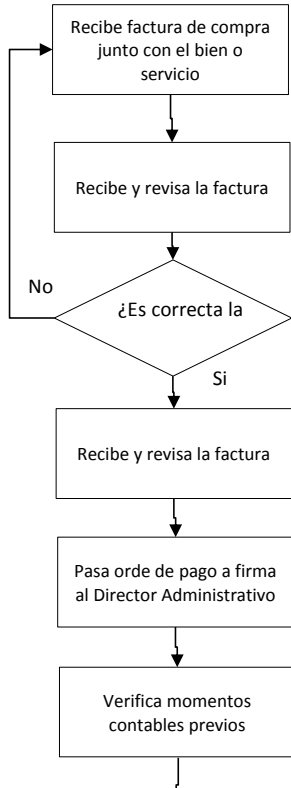 Recibe factura de compra
junto con el bien o
servicio
Recibe y revisa la factura
No
¿Es correcta la
Si
Recibe y revisa la factura
Pasa orde de pago a firma
al Director Administrativo
Verifica momentos
contables previos